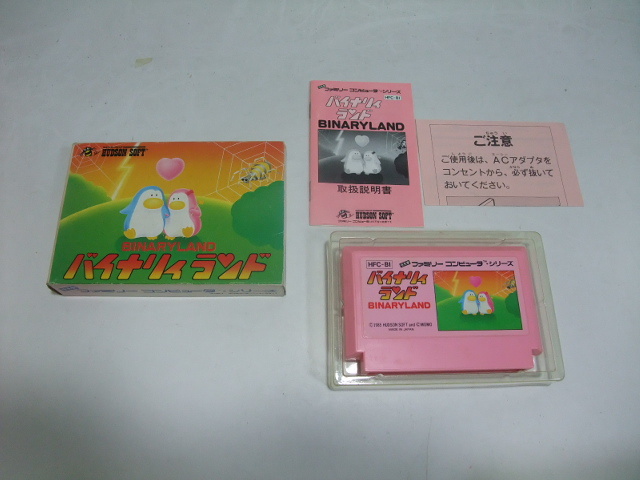 HUDSON SOFT
BINARYLAND
バイナリィランド
ファミリー コンピュータ シリーズ
HFC-BI
バイナリィ
ランド
BINARYLAND
取扱説明書
HUDSON SOFT
ご注意
ご使用後は、ACアダプタを
コンセントから、必ず抜いて
おいてください。
HFC-BI ファミリー コンピュータ シリーズ
バイナリィ
ランド
BINARYLAND
MADE IN JAPAN